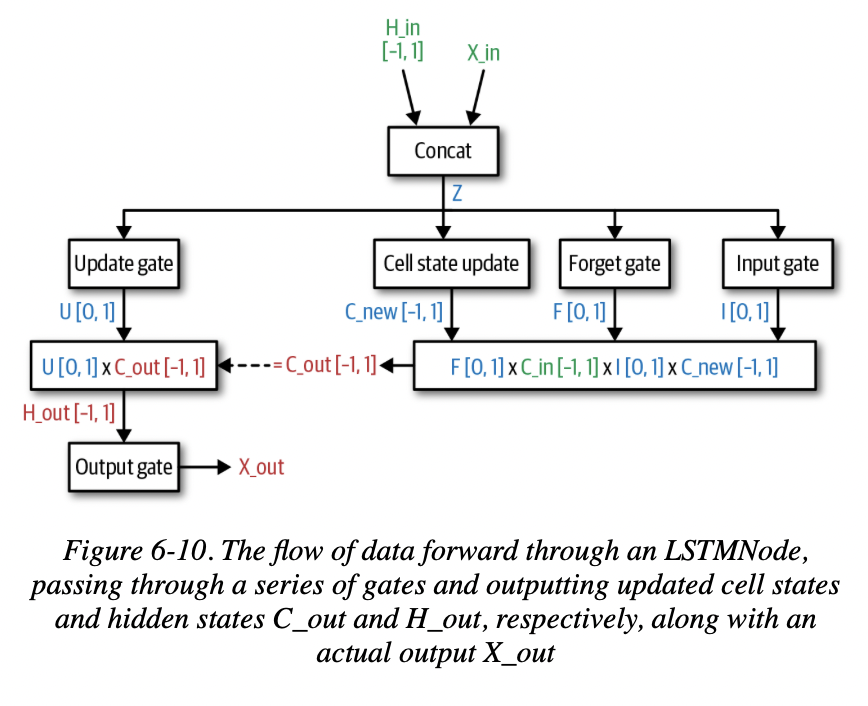 H_in
[-1, 1]
X_in
Concat
Z
Update gate
Cell state update
Forget gate
Input gate
U [0, 1]
C_new [-1, 1]
F [0, 1]
I [0, 1]
U [0, 1] x C_out [-1, 1]
= C_out [-1, 1]
F [0, 1] x C_in [-1, 1] x I [0, 1] x C_new [-1, 1]
H_out [-1, 1]
Output gate
X_out
Figure 6-10. The flow of data forward through an LSTMNode,
passing through a series of gates and outputting updated cell states
and hidden states C_out and H_out, respectively, along with an
actual output X_out